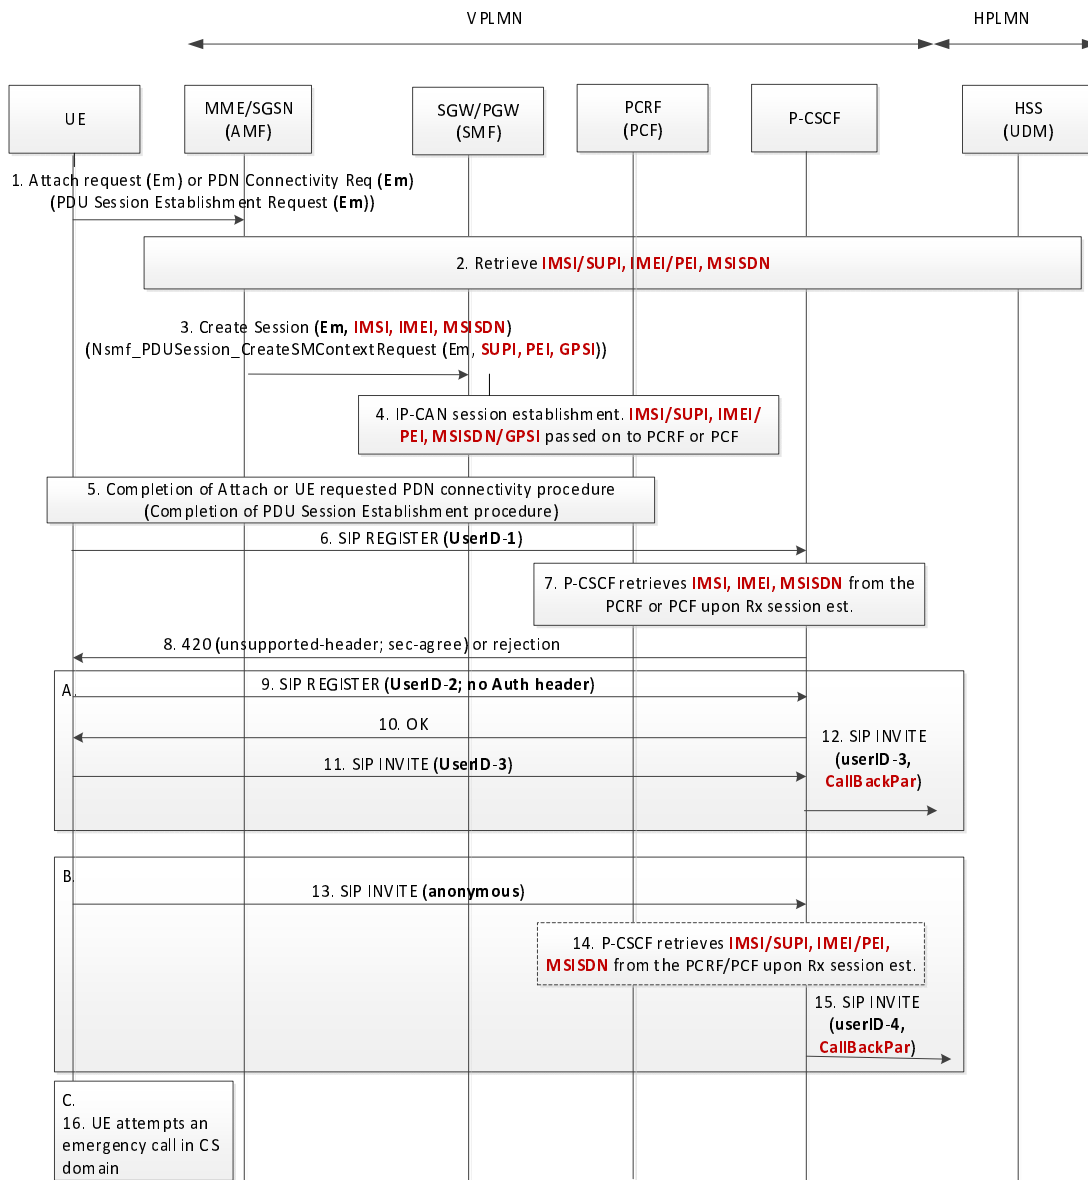 VPLMN
HPLMN
UE
MME/SGSN
(AMF)
SGW/PGW
(SMF)
PCRF
(PCF)
P-CSCF
HSS
(UDM)
1. Attach request (Em) or PDN Connectivity Req (Em)
(PDU Session Establishment Request (Em))
2. Retrieve IMSI/SUPI, IMEI/PEI, MSISDN
3. Create Session (Em, IMSI, IMEI, MSISDN)
(Nsmf_PDUSession_CreateSMContextRequest (Em, SUPI, PEI, GPSI))
4. IP-CAN session establishment. IMSI/SUPI, IMEI/
PEI, MSISDN/GPSI passed on to PCRF or PCF
5. Completion of Attach or UE requested PDN connectivity procedure
(Completion of PDU Session Establishment procedure)
6. SIP REGISTER (UserID-1)
7. P-CSCF retrieves IMSI, IMEI, MSISDN from the
PCRF or PCF upon Rx session est.
8. 420 (unsupported-header; sec-agree) or rejection
A.
9. SIP REGISTER (UserID-2; no Auth header)
10. OK
11. SIP INVITE (UserID-3)
12. SIP INVITE
(userID-3,
CallBackPar)
B.
13. SIP INVITE (anonymous)
14. P-CSCF retrieves IMSI/SUPI, IMEI/PEI,
MSISDN from the PCRF/PCF upon Rx session est.
15. SIP INVITE
(userID-4,
CallBackPar)
C.
16. UE attempts an
emergency call in CS
domain